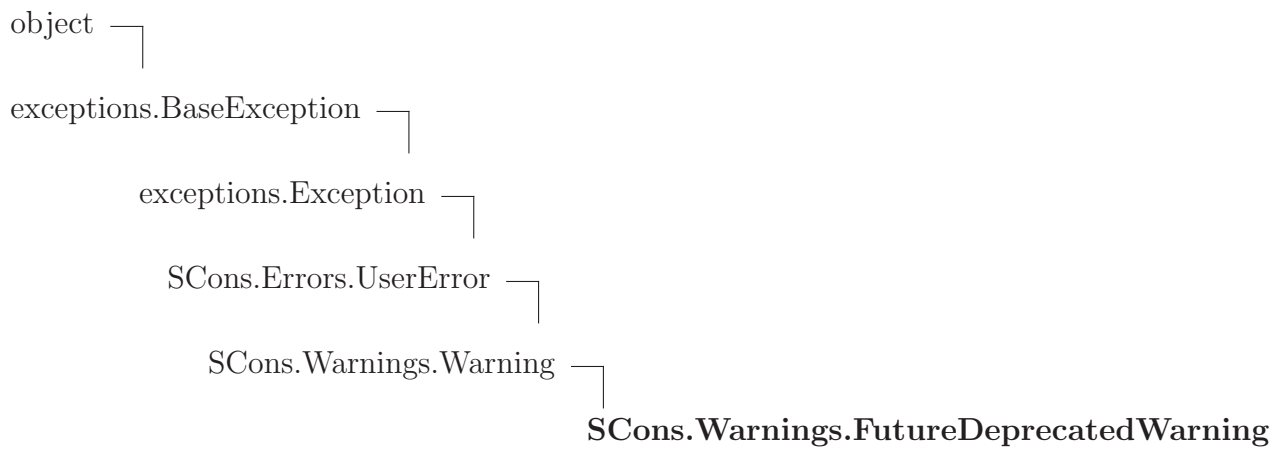 object
exceptions.BaseException
exceptions.Exception
SCons.Errors.UserError
SCons.Warnings.Warning
SCons.Warnings.FutureDeprecatedWarning